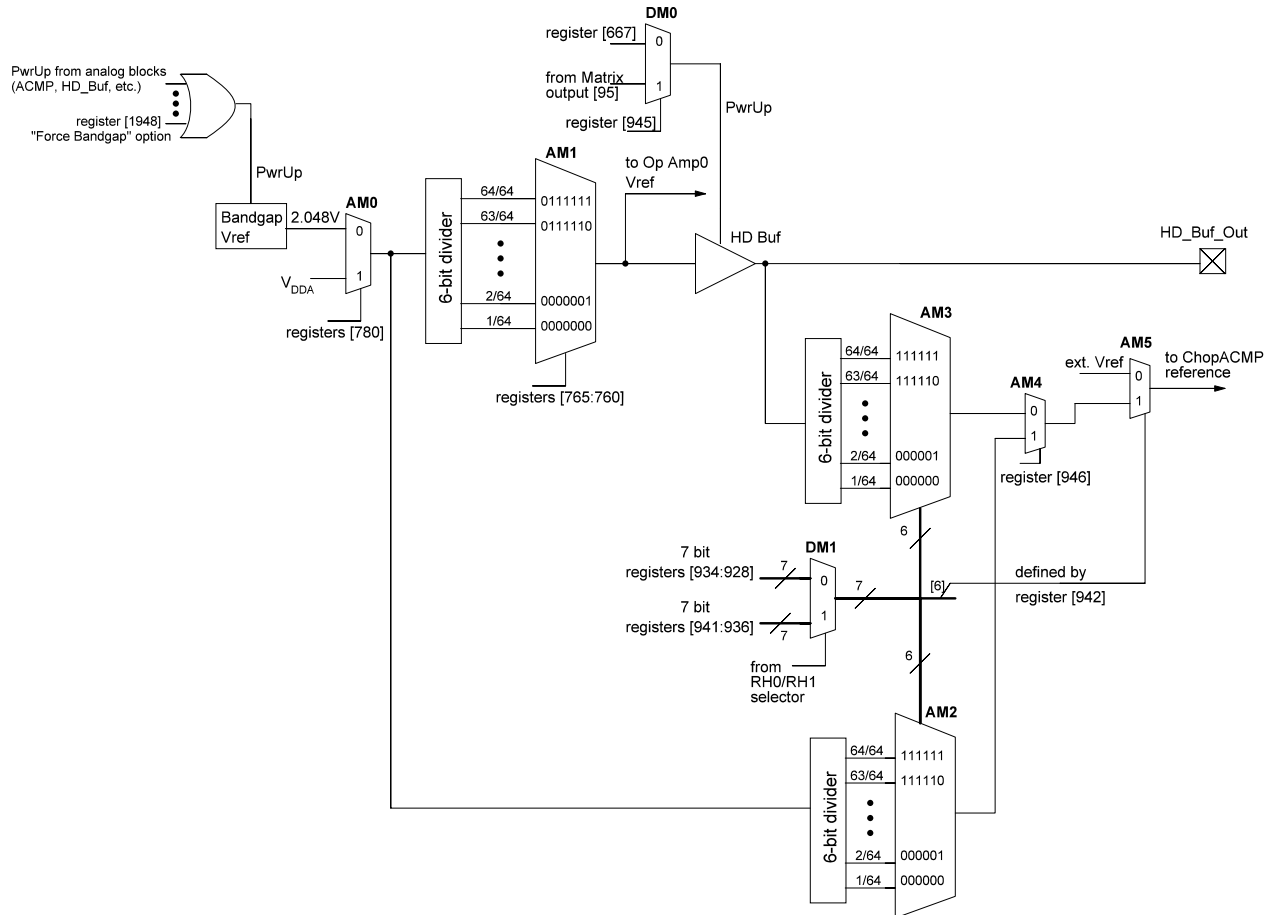 DM0
register [667]
0
PwrUp from analog blocks
(ACMP, HD_Buf, etc.)
from Matrix
output [95]
1
register [1948]
"Force Bandgap" option
register [945]
PwrUp
PwrUp
AM1
to Op Amp0
Vref
64/64
0111111
63/64
0111110
6-bit divider
2/64
0000001
1/64
0000000
registers [765:760]
AM0
Bandgap
Vref
2.048V
0
VDDA
1
registers [780]
HD Buf
HD_Buf_Out
AM3
64/64
111111
63/64
111110
6-bit divider
2/64
000001
1/64
000000
AM5
ext. Vref
0
1
to ChopACMP
reference
AM4
0
1
register [946]
6
DM1
7 bit
registers [934:928]
7
0
7
[6]
defined by
register [942]
7 bit
registers [941:936]
7
1
6
from
RH0/RH1
selector
AM2
64/64
111111
63/64
111110
6-bit divider
2/64
000001
1/64
000000